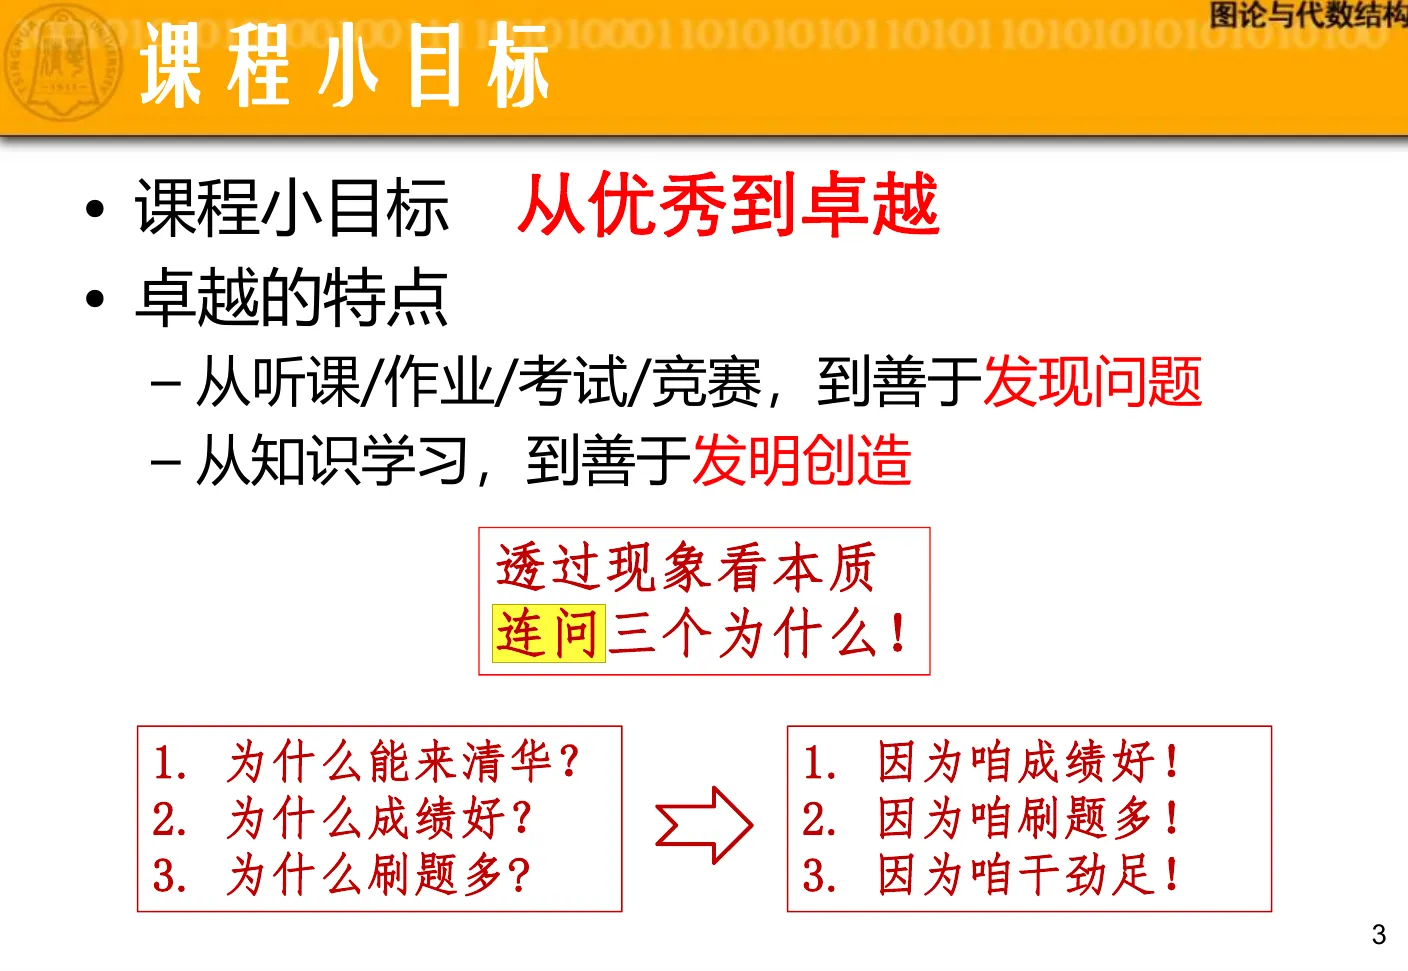 图论与代数结构
课程小目标
• 课程小目标 从优秀到卓越
• 卓越的特点
– 从听课/作业/考试/竞赛，到善于发现问题
– 从知识学习，到善于发明创造
透过现象看本质
连问三个为什么！
1. 为什么能来清华？
2. 为什么成绩好？
3. 为什么刷题多?
1. 因为咱成绩好！
2. 因为咱刷题多！
3. 因为咱干劲足！
3